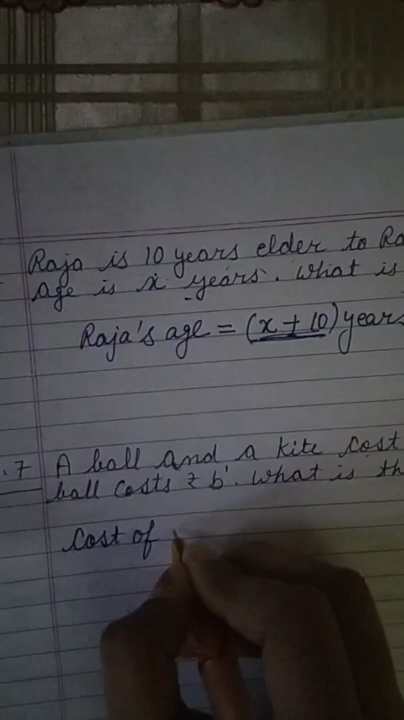 Raja is 10 years elder to Ra
age is x years. What is
Raja's age = (x + 10) years
.7 A ball and a kite cost
ball costs ₹ b. What is th
Cost of